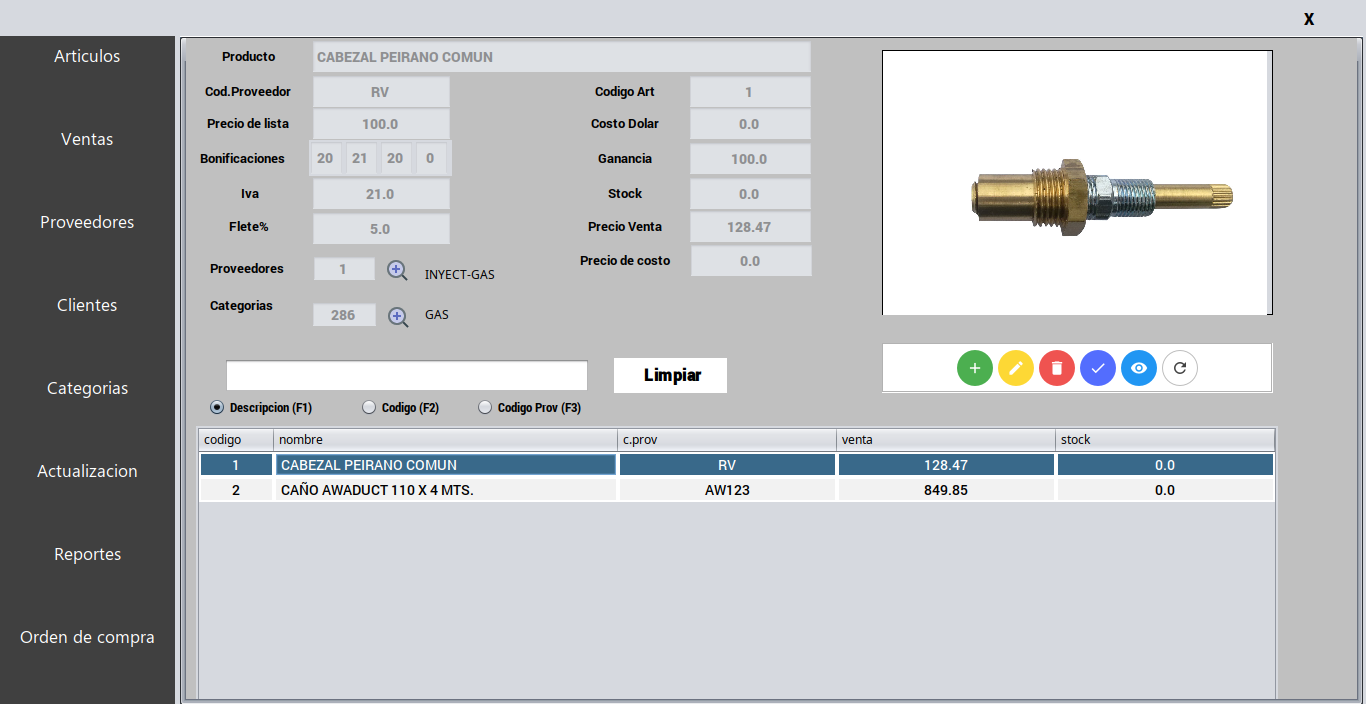 X
Articulos
Ventas
Proveedores
Clientes
Categorias
Actualizacion
Reportes
Orden de compra
Producto CABEZAL PEIRANO COMUN
Cod.Proveedor RV Codigo Art 1
Precio de lista 100.0 Costo Dolar 0.0
Bonificaciones 20 21 20 0 Ganancia 100.0
Iva 21.0 Stock 0.0
Flete% 5.0 Precio Venta 128.47
Precio de costo 0.0
Proveedores 1 INYECT-GAS
Categorias 286 GAS
Limpiar
Descripcion (F1) Codigo (F2) Codigo Prov (F3)
codigo nombre c.prov venta stock
1 CABEZAL PEIRANO COMUN RV 128.47 0.0
2 CAÑO AWADUCT 110 X 4 MTS. AW123 849.85 0.0